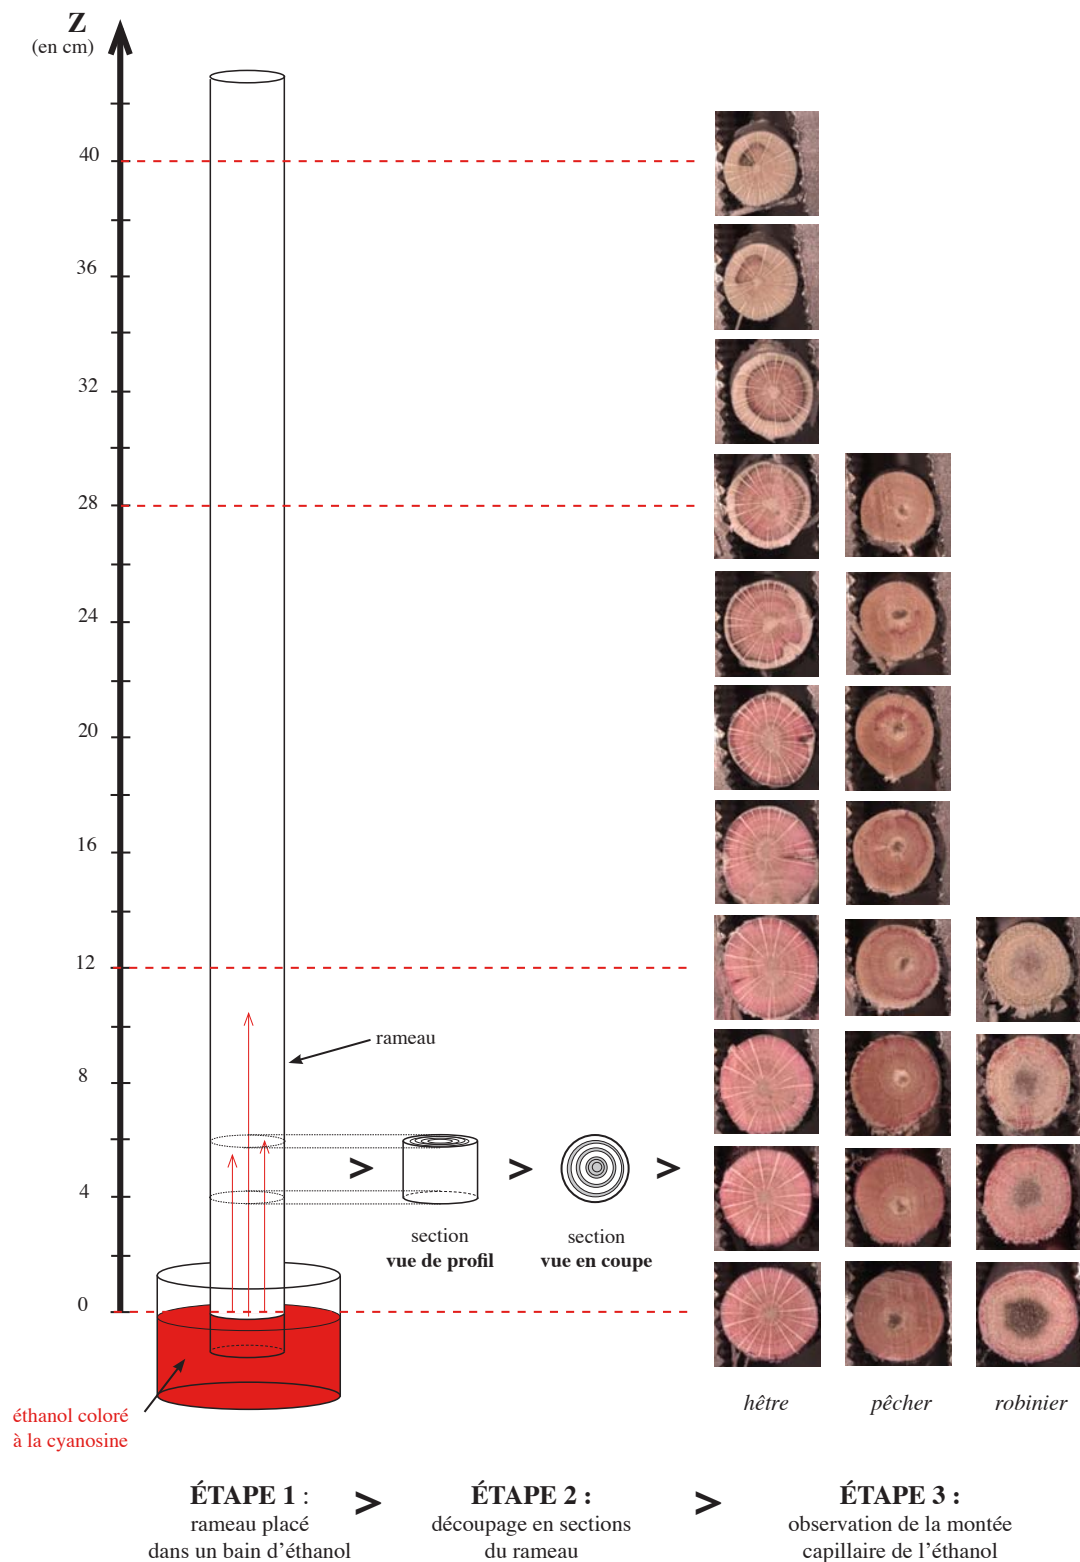 Z
(en cm)
40
36
32
28
24
20
16
12
8
4
0
rameau
>
>
>
section
vue de profil
section
vue en coupe
éthanol coloré
à la cyanosine
hêtre
pêcher
robinier
ÉTAPE 1 :
rameau placé
dans un bain d’éthanol
>
ÉTAPE 2 :
découpage en sections
du rameau
>
ÉTAPE 3 :
observation de la montée
capillaire de l’éthanol